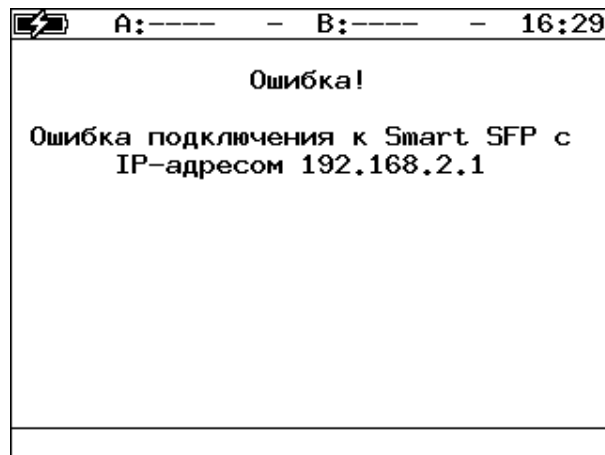 A:---- - B:---- - 16:29
Ошибка!
Ошибка подключения к Smart SFP с
IP-адресом 192.168.2.1